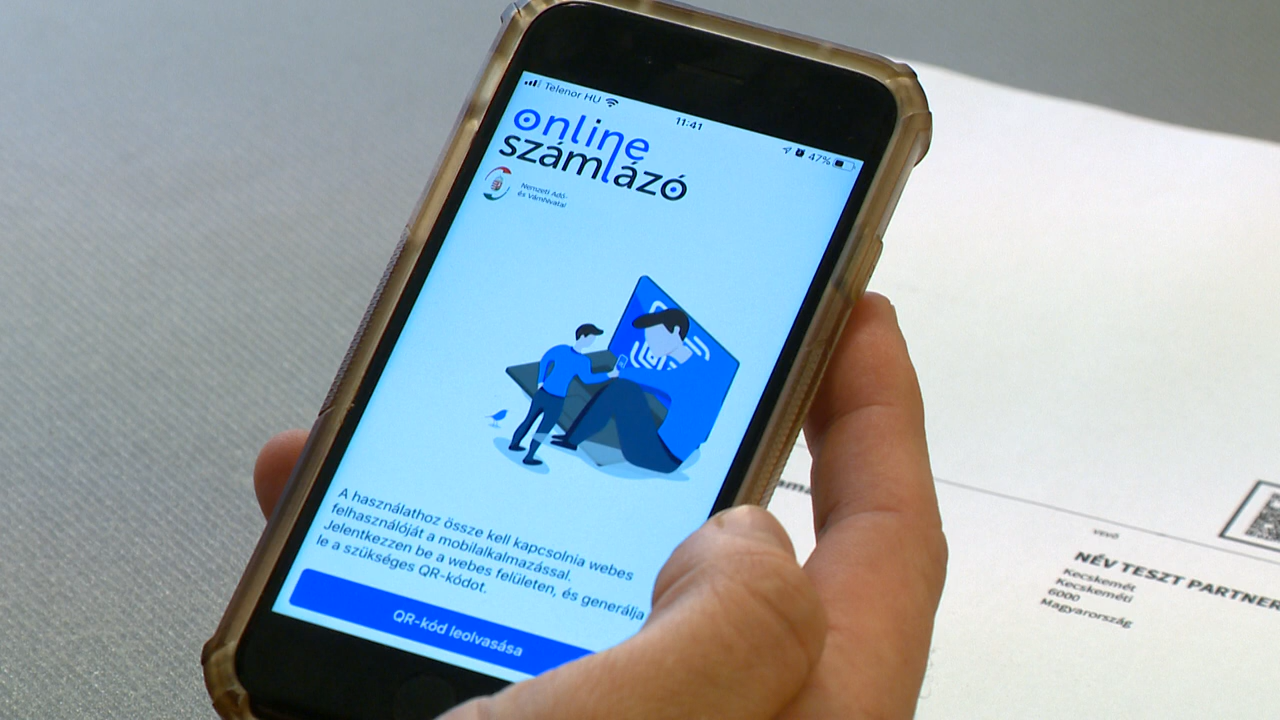 Telenor HU
11:41
47%
online
számlázó
Nemzeti Adó-
és Vámhivatal
A használathoz össze kell kapcsolnia webes
felhasználóját a mobilalkalmazással.
Jelentkezzen be a webes felületen, és generálja
le a szükséges QR-kódot.
QR-kód leolvasása
VEVŐ
NÉV TESZT PARTNER
Kecskemét
Kecskeméti
6000
Magyarország